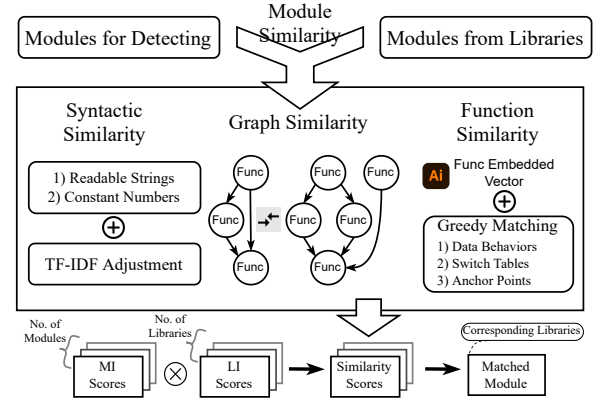 Module
Similarity
Modules for Detecting
Modules from Libraries
Syntactic
Similarity
1) Readable Strings
2) Constant Numbers
TF-IDF Adjustment
Graph Similarity
Func
Func
Func
Func
Func
Func
Func
Func
Function
Similarity
Ai
Func Embedded
Vector
Greedy Matching
1) Data Behaviors
2) Switch Tables
3) Anchor Points
No. of
Modules
MI
Scores
No. of
Libraries
LI
Scores
Similarity
Scores
Corresponding Libraries
Matched
Module